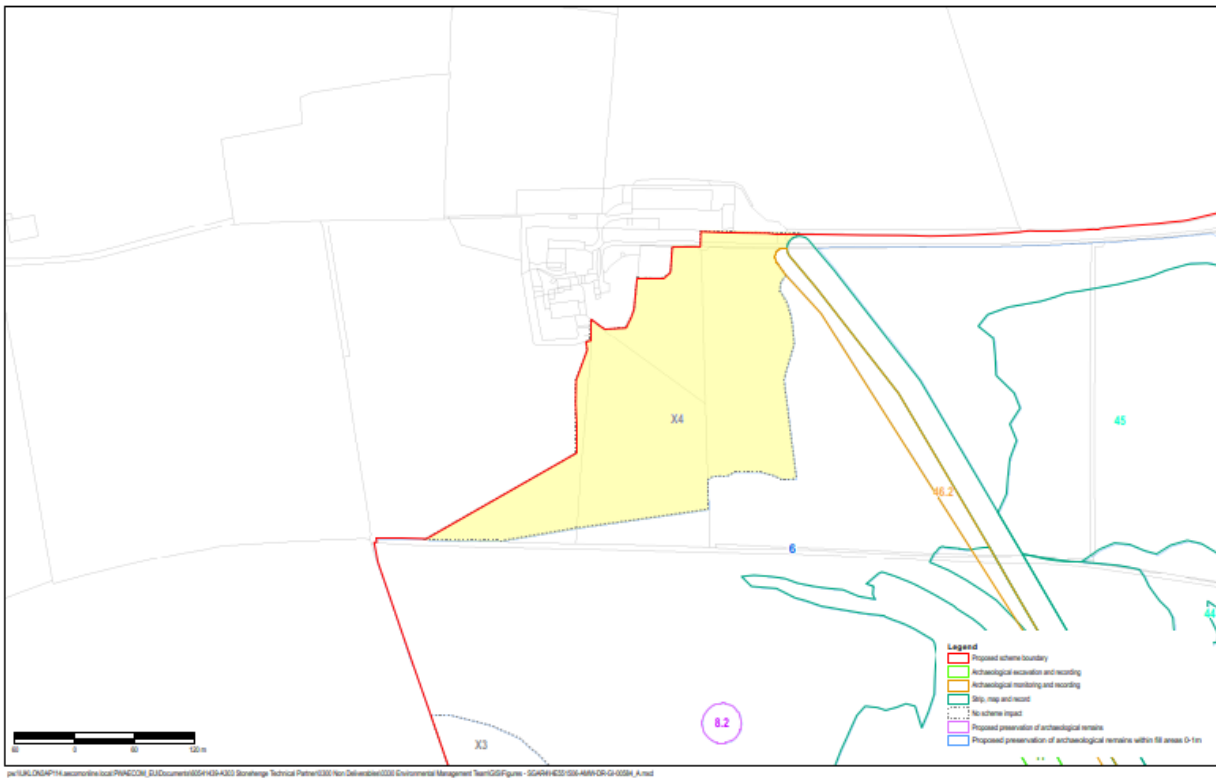 X4
45
46.2
6
44
8.2
X3
Legend
Proposed scheme boundary
Archaeological excavation and recording
Archaeological monitoring and recording
Strip, map and record
No scheme impact
Proposed preservation of archaeological remains
Proposed preservation of archaeological remains within fill areas 0-1m
60 0 60 120 m